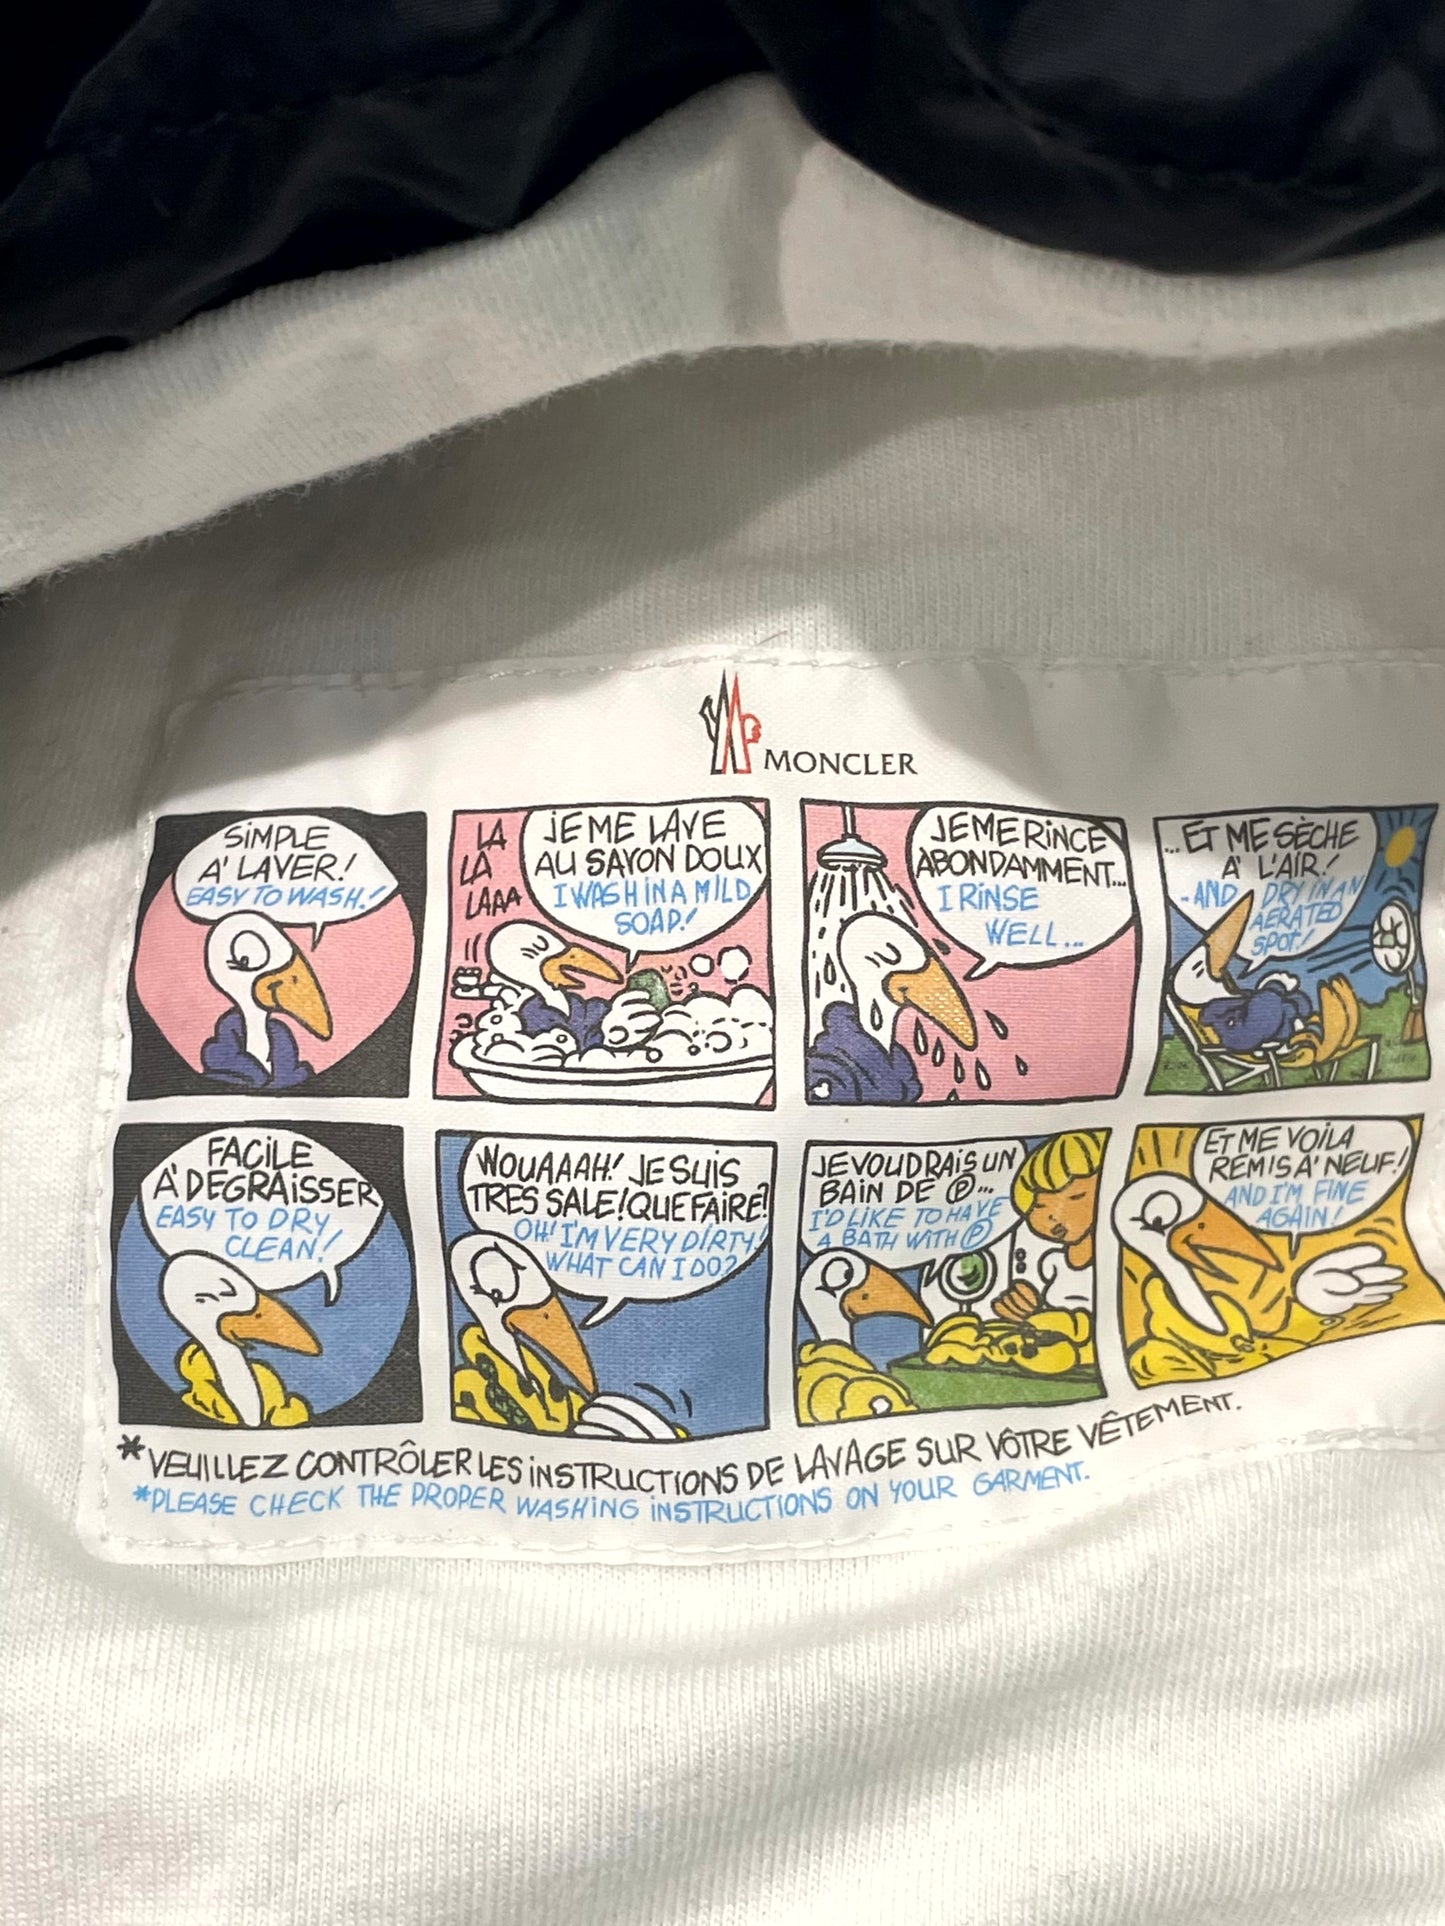 MONCLER
SIMPLE
A' LAVER!
EASY TO WASH!
LA
LA
LAAA
JE ME LAVE
AU SAVON DOUX
I WASH IN A MILD
SOAP!
JE ME RINCE
ABONDAMMENT...
I RINSE
WELL...
...ET ME SÈCHE
A' L'AIR!
-AND DRY IN AN
AERATED
SPOT!
FACILE
A' DEGRAISSER
EASY TO DRY
CLEAN!
WOUAAAH! JE SUIS
TRES SALE! QUE FAIRE?
OH! I'M VERY DIRTY!
WHAT CAN I DO?
JE VOUDRAIS UN
BAIN DE Ⓟ...
I'D LIKE TO HAVE
A BATH WITH Ⓟ
ET ME VOILA
REMIS A' NEUF!
AND I'M FINE
AGAIN!
*VEUILLEZ CONTRÔLER LES INSTRUCTIONS DE LAVAGE SUR VÔTRE VÊTEMENT.
*PLEASE CHECK THE PROPER WASHING INSTRUCTIONS ON YOUR GARMENT.